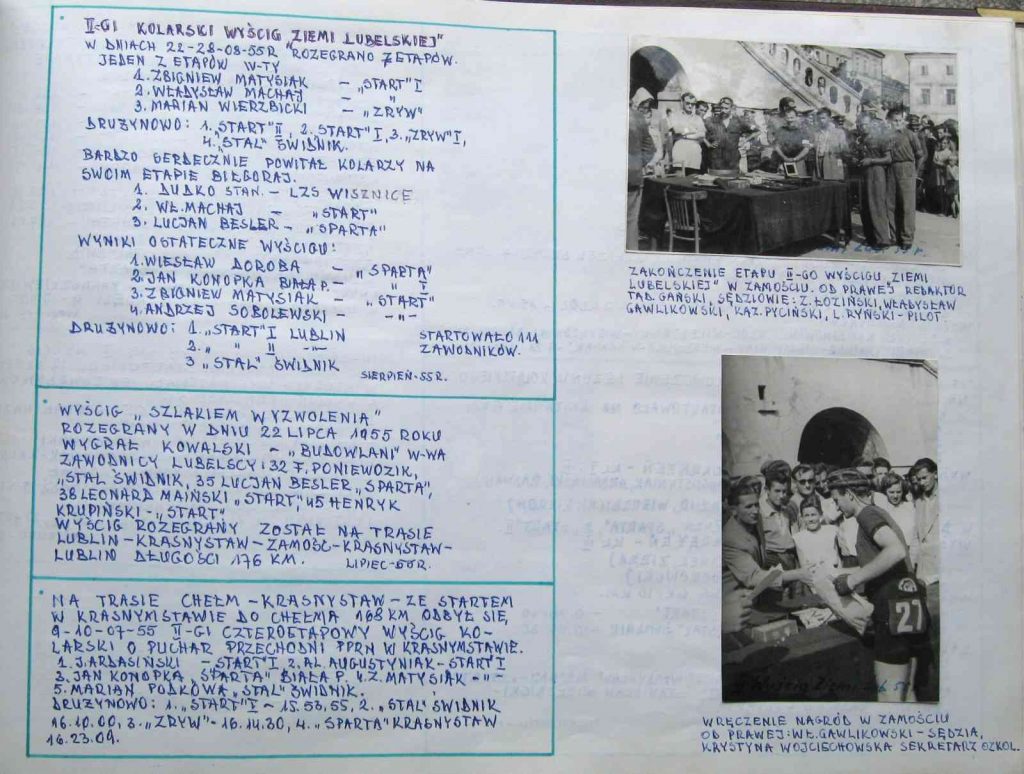 II-GI KOLARSKI WYŚCIG ZIEMI LUBELSKIEJ"
W DNIACH 22-28-08-55R "ROZEGRANO 7 ETAPÓW.
JEDEN Z ETAPÓW IV-TY
1. ZBIGNIEW MATYSIAK - „START" I
2. WŁADYSŁAW MACHAJ - "
3. MARIAN WIERZBICKI - „ZRYW"
DRUŻYNOWO: 1. „START" II, 2. START" I, 3. „ZRYW" I,
4. „STAL" ŚWIDNIK.
BARDZO SERDECZNIE POWITAŁ KOLARZY NA
SWOIM ETAPIE BIŁGORAJ.
1. DUDKO STAN. - LZS WISZNICE
2. WŁ. MACHAJ - „START"
3. LUCJAN BESLER - „SPARTA"
WYNIKI OSTATECZNE WYŚCIGU:
1. WIESŁAW DOROBA - „SPARTA"
2. JAN KONOPKA BIAŁA P. - " I
3. ZBIGNIEW MATYSIAK - „START"
4. ANDRZEJ SOBOLEWSKI - -"-
DRUŻYNOWO: 1. „START" I LUBLIN STARTOWAŁO 111
2. " " II -"- ZAWODNIKÓW.
3 „STAL" ŚWIDNIK
SIERPIEŃ-55R.
WYŚCIG „SZLAKIEM WYZWOLENIA"
ROZEGRANY W DNIU 22 LIPCA 1955 ROKU
WYGRAŁ KOWALSKI - „BUDOWLANI" W-WA
ZAWODNICY LUBELSCY: 32 F. PONIEWOZIK,
„STAL ŚWIDNIK, 35 LUCJAN BESLER „SPARTA",
38 LEONARD MAIŃSKI „START", 45 HENRYK
KRUPIŃSKI - „START"
WYŚCIG ROZEGRANY ZOSTAŁ NA TRASIE
LUBLIN-KRASNYSTAW-ZAMOŚĆ-KRASNYSTAW-
LUBLIN DŁUGOŚCI 176 KM. LIPIEC-55R.
NA TRASIE CHEŁM - KRASNYSTAW - ZE STARTEM
W KRASNYMSTAWIE DO CHEŁMA 168 KM ODBYŁ SIĘ,
9-10-07-55 II-GI CZTEROETAPOWY WYŚCIG KO-
LARSKI O PUCHAR PRZECHODNI PPRN W KRASNYMSTAWIE.
1. J. ARDASIŃSKI - START" I, 2. AL. AUGUSTYNIAK - START" I
3. JAN KONOPKA „SPARTA" BIAŁA P. 4. Z. MATYSIAK - "-
5. MARIAN PODKOWA „STAL" ŚWIDNIK.
DRUŻYNOWO: 1. „START" I - 15.53,55, 2. „STAL" ŚWIDNIK
16.10.00, 3. „ZRYW" - 16.14.30, 4. „SPARTA" KRASNYSTAW
16.23.09.
ZAKOŃCZENIE ETAPU II-GO WYŚCIGU ZIEMI
LUBELSKIEJ" W ZAMOŚCIU. OD PRAWEJ REDAKTOR
TAD. GAŃSKI, SĘDZIOWIE: Z. ŁOZIŃSKI, WŁADYSŁAW
GAWLIKOWSKI, KAZ. PYCIŃSKI, L. RYŃSKI - PILOT
27
II Wyścig Ziemi Lub. 55
WRĘCZENIE NAGRÓD W ZAMOŚCIU
OD PRAWEJ: WŁ. GAWLIKOWSKI - SĘDZIA,
KRYSTYNA WOJCIECHOWSKA SEKRETARZ OZKOL.